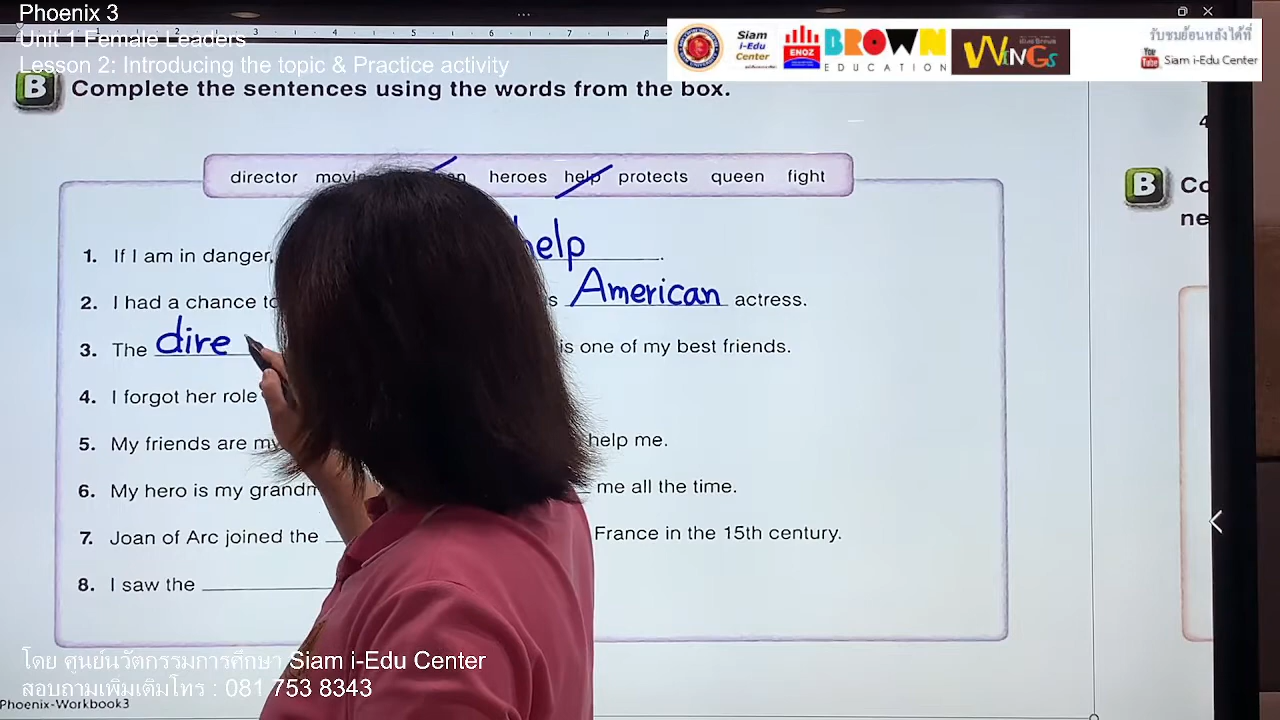 Phoenix 3
Unit 1 Female Leaders
Lesson 2: Introducing the topic & Practice activity
Siam
i-Edu
Center
ENOZ
BROWN
EDUCATION
WiNGs
รับชมย้อนหลังได้ที่
You Tube Siam i-Edu Center
B Complete the sentences using the words from the box.
director heroes help protects queen fight
1. If I am in danger, help .
2. I had a chance to American actress.
3. The dire is one of my best friends.
4. I forgot her role
5. My friends are my help me.
6. My hero is my me all the time.
7. Joan of Arc joined the France in the 15th century.
8. I saw the
B
โดย ศูนย์นวัตกรรมการศึกษา Siam i-Edu Center
สอบถามเพิ่มเติมโทร : 081 753 8343
Phoenix-Workbook3